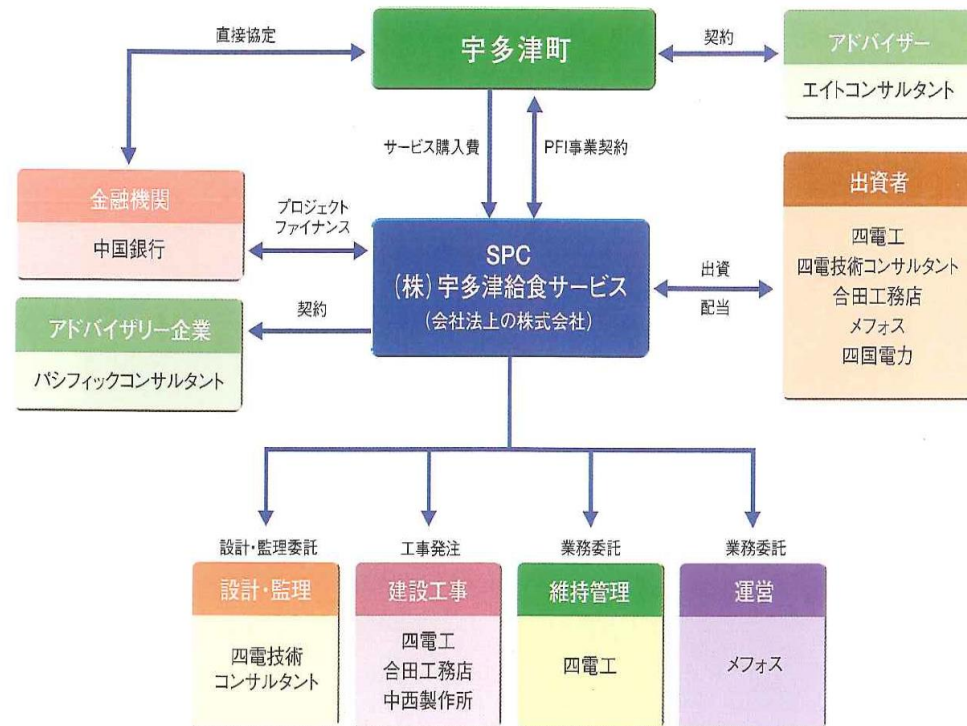 直接協定
宇多津町
契約
アドバイザー
エイトコンサルタント
サービス購入費
PFI事業契約
金融機関
中国銀行
プロジェクト
ファイナンス
SPC
(株)宇多津給食サービス
(会社法上の株式会社)
出資
配当
出資者
四電工
四電技術コンサルタント
合田工務店
メフォス
四国電力
アドバイザリー企業
パシフィックコンサルタント
契約
設計・監理委託
設計・監理
四電技術
コンサルタント
工事発注
建設工事
四電工
合田工務店
中西製作所
業務委託
維持管理
四電工
業務委託
運営
メフォス